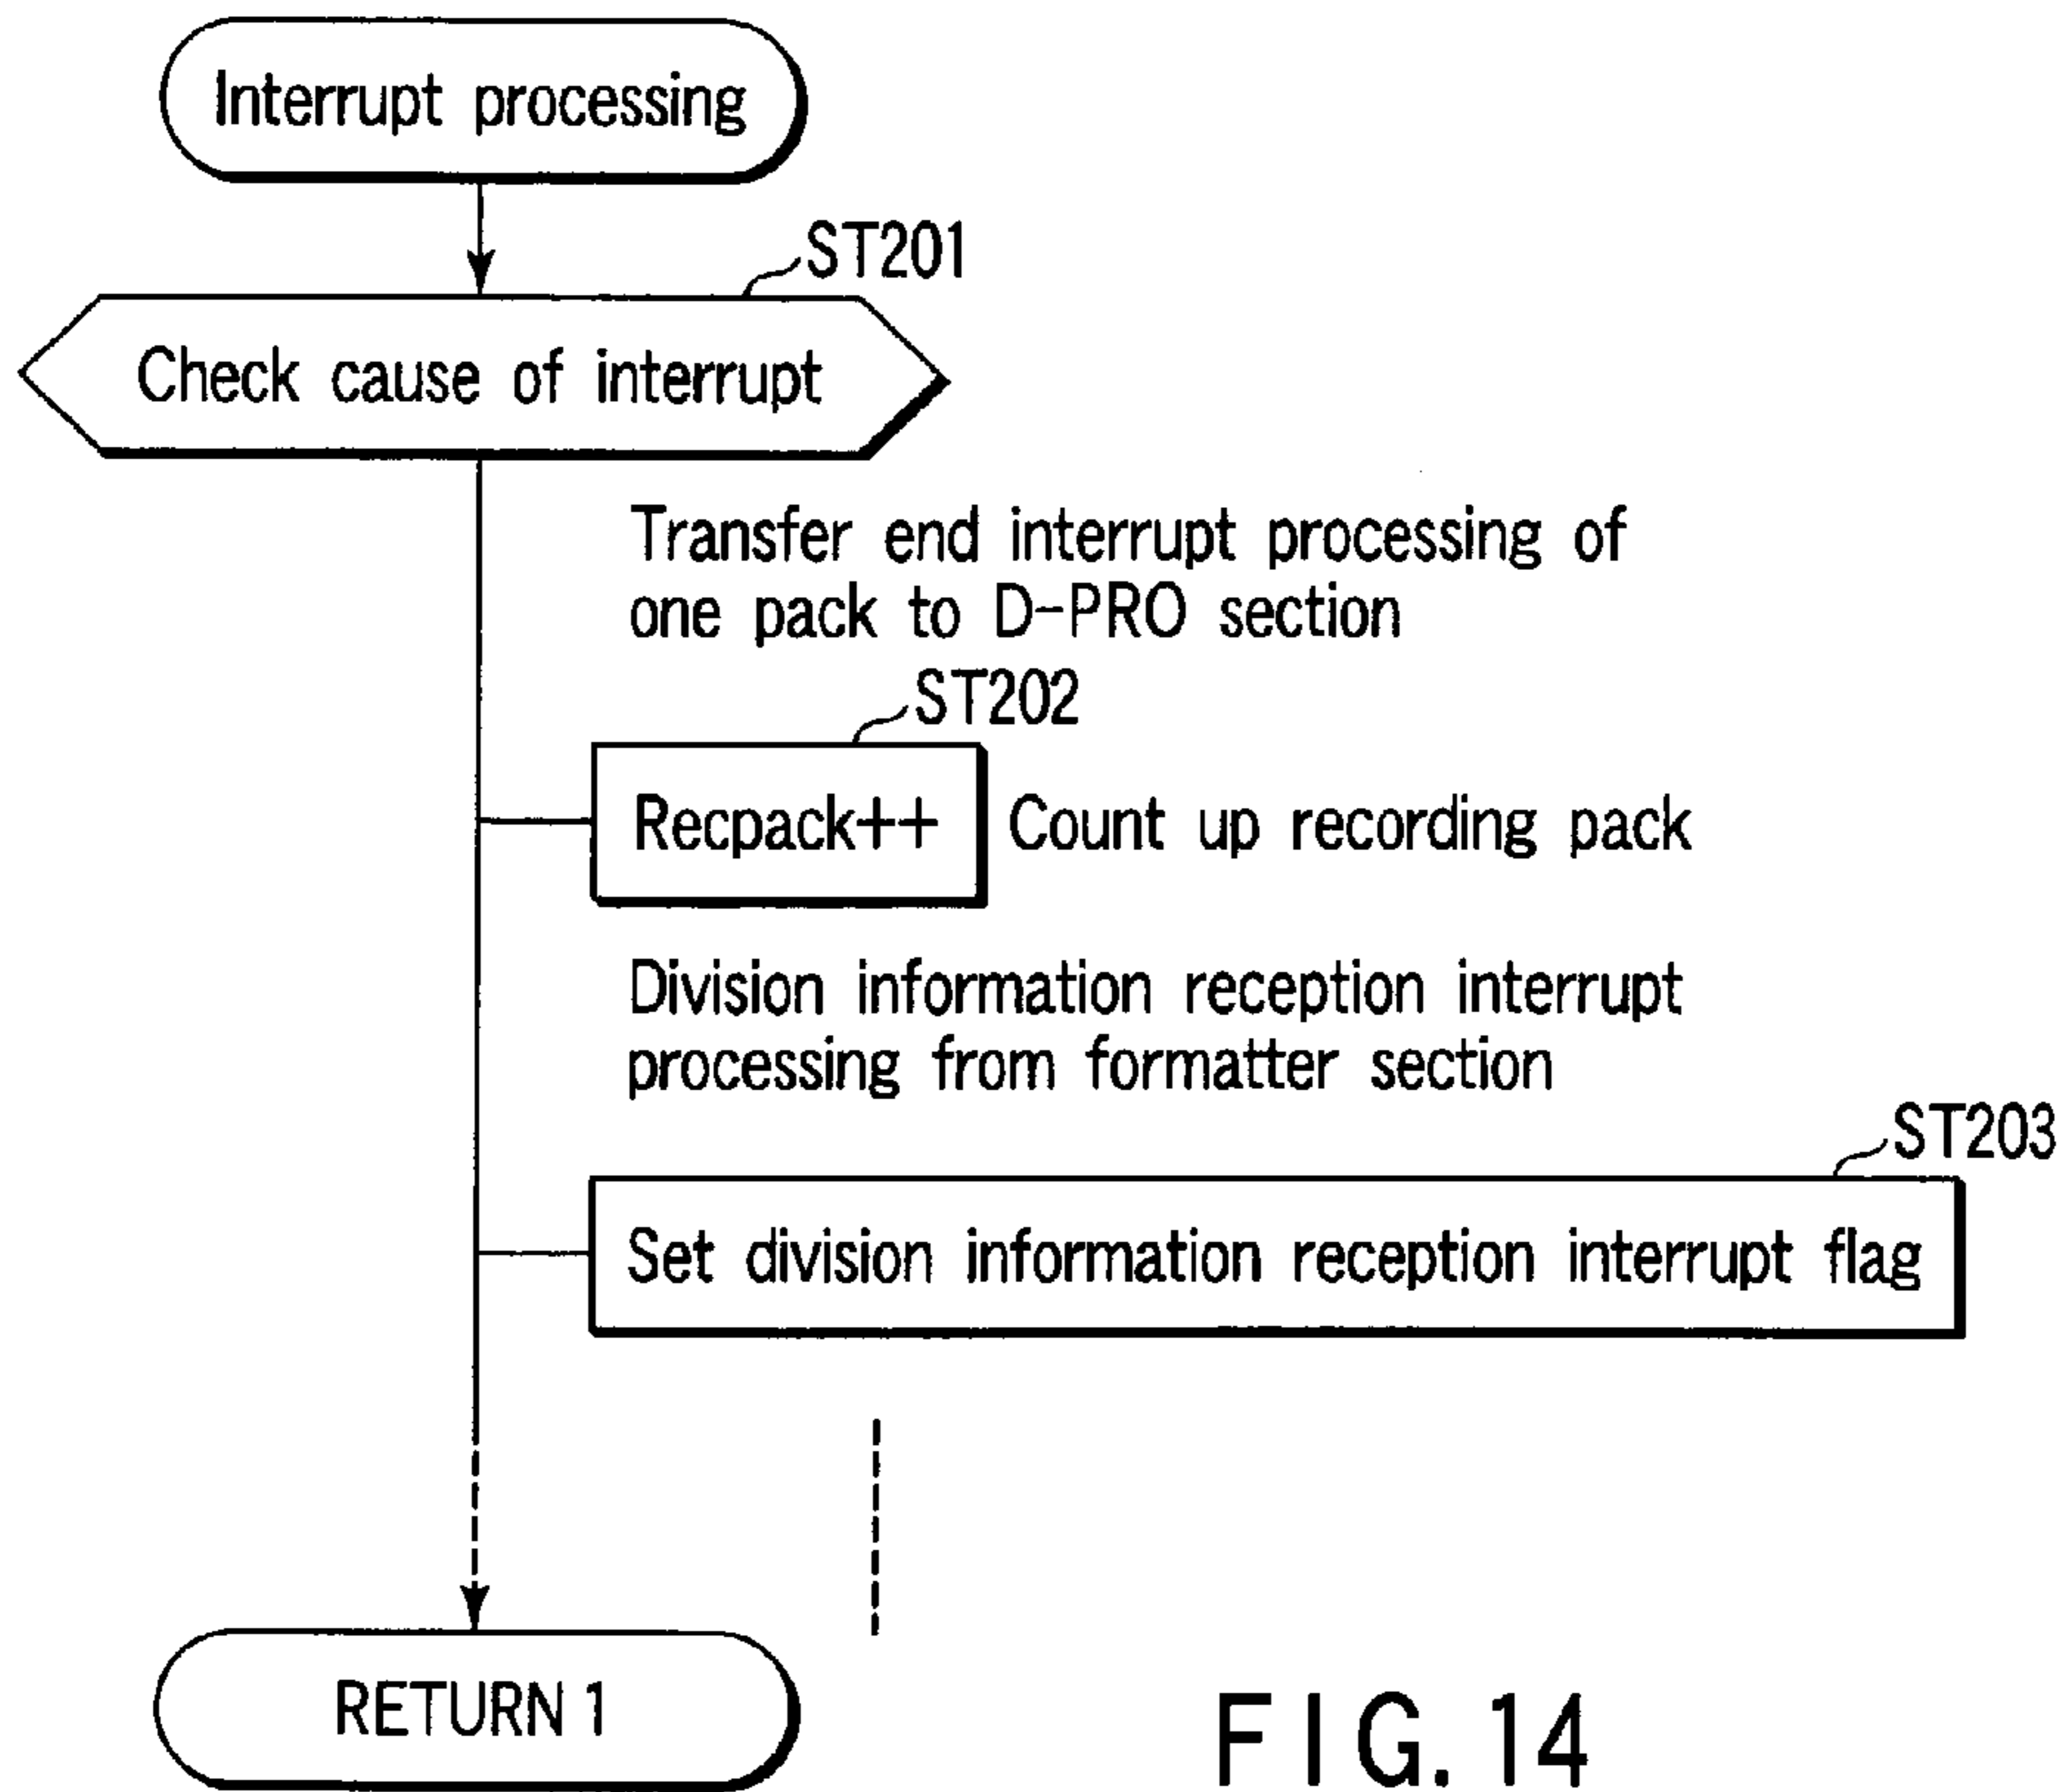 Interrupt processing
ST201
Check cause of interrupt
Transfer end interrupt processing of
one pack to D-PRO section
ST202
Recpack++ Count up recording pack
Division information reception interrupt
processing from formatter section
ST203
Set division information reception interrupt flag
RETURN 1
FIG. 14